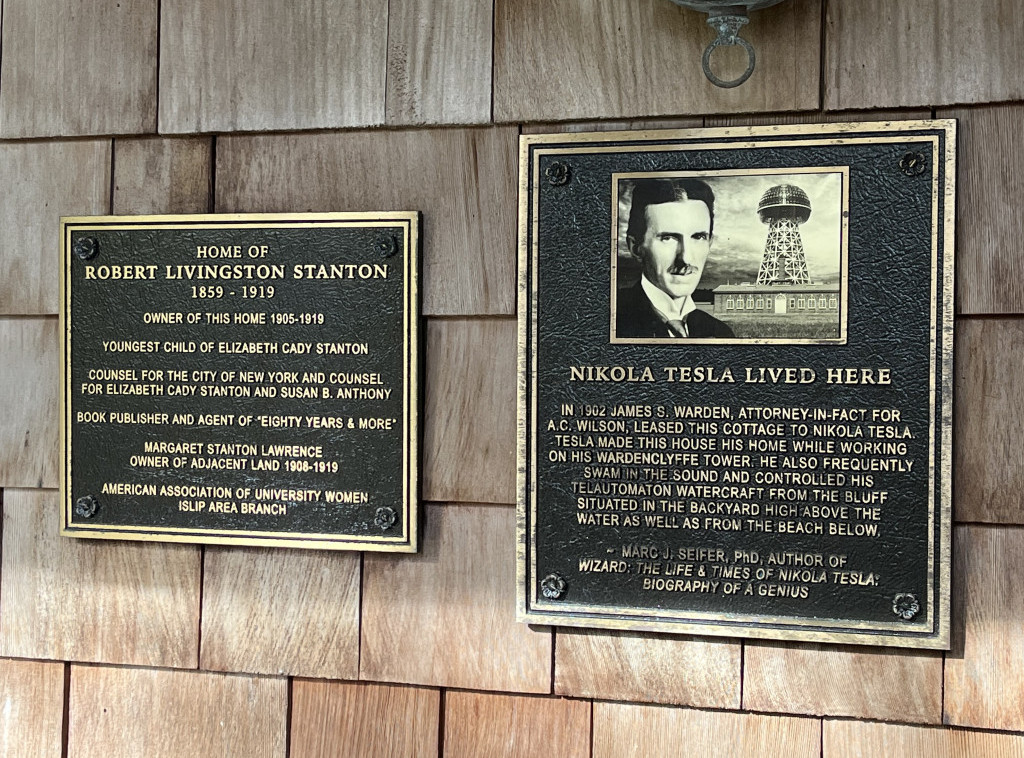 HOME OF
ROBERT LIVINGSTON STANTON
1859 - 1919
OWNER OF THIS HOME 1905-1919
YOUNGEST CHILD OF ELIZABETH CADY STANTON
COUNSEL FOR THE CITY OF NEW YORK AND COUNSEL
FOR ELIZABETH CADY STANTON AND SUSAN B. ANTHONY
BOOK PUBLISHER AND AGENT OF "EIGHTY YEARS & MORE"
MARGARET STANTON LAWRENCE
OWNER OF ADJACENT LAND 1908-1919
AMERICAN ASSOCIATION OF UNIVERSITY WOMEN
ISLIP AREA BRANCH
NIKOLA TESLA LIVED HERE
IN 1902 JAMES S. WARDEN, ATTORNEY-IN-FACT FOR
A.C. WILSON, LEASED THIS COTTAGE TO NIKOLA TESLA.
TESLA MADE THIS HOUSE HIS HOME WHILE WORKING
ON HIS WARDENCLYFFE TOWER. HE ALSO FREQUENTLY
SWAM IN THE SOUND AND CONTROLLED HIS
TELAUTOMATON WATERCRAFT FROM THE BLUFF
SITUATED IN THE BACKYARD HIGH ABOVE THE
WATER AS WELL AS FROM THE BEACH BELOW.
~ MARC J. SEIFER, PhD, AUTHOR OF
WIZARD: THE LIFE & TIMES OF NIKOLA TESLA:
BIOGRAPHY OF A GENIUS